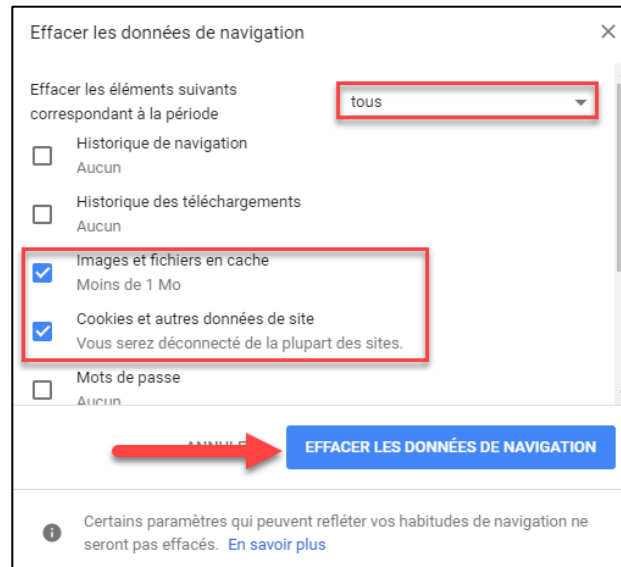 Effacer les données de navigation
Effacer les éléments suivants
correspondant à la période
tous
Historique de navigation
Aucun
Historique des téléchargements
Aucun
Images et fichiers en cache
Moins de 1 Mo
Cookies et autres données de site
Vous serez déconnecté de la plupart des sites.
Mots de passe
Aucun
EFFACER LES DONNÉES DE NAVIGATION
Certains paramètres qui peuvent refléter vos habitudes de navigation ne
seront pas effacés. En savoir plus